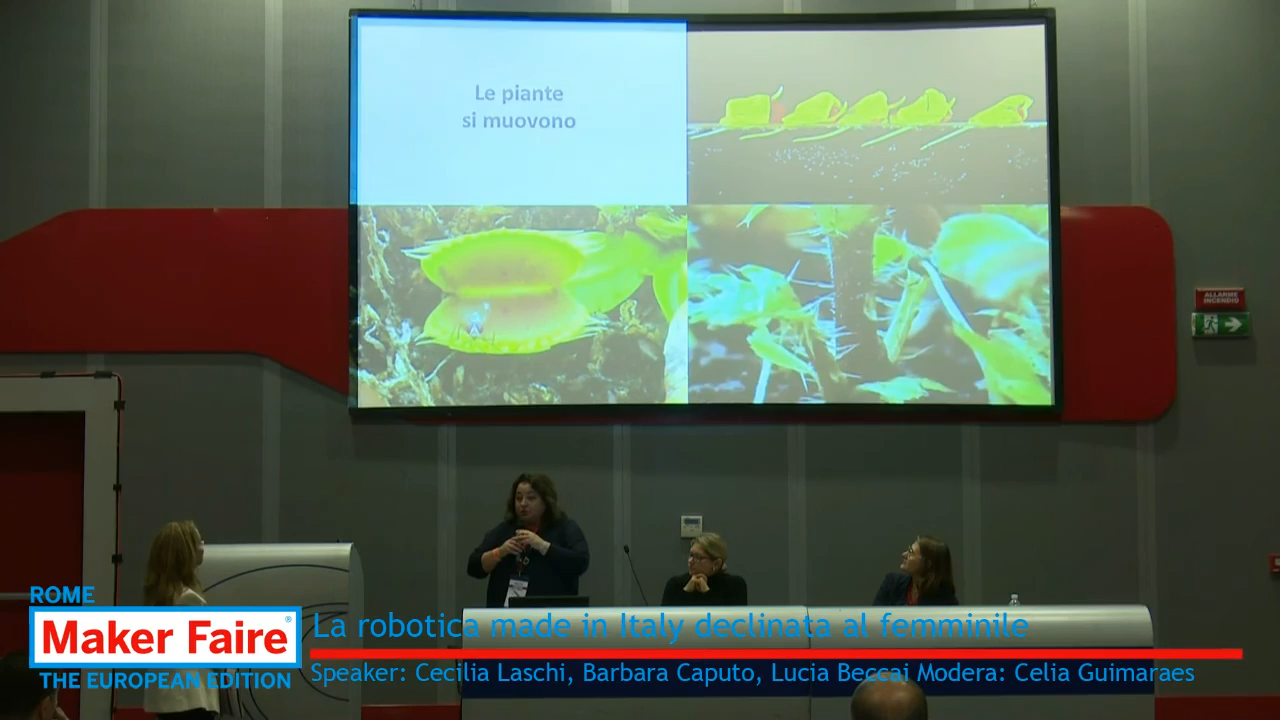 Le piante
si muovono
ALLARME
INCENDIO
ROME
Maker Faire®
THE EUROPEAN EDITION
La robotica made in Italy declinata al femminile
Speaker: Cecilia Laschi, Barbara Caputo, Lucia Beccai Modera: Celia Guimaraes